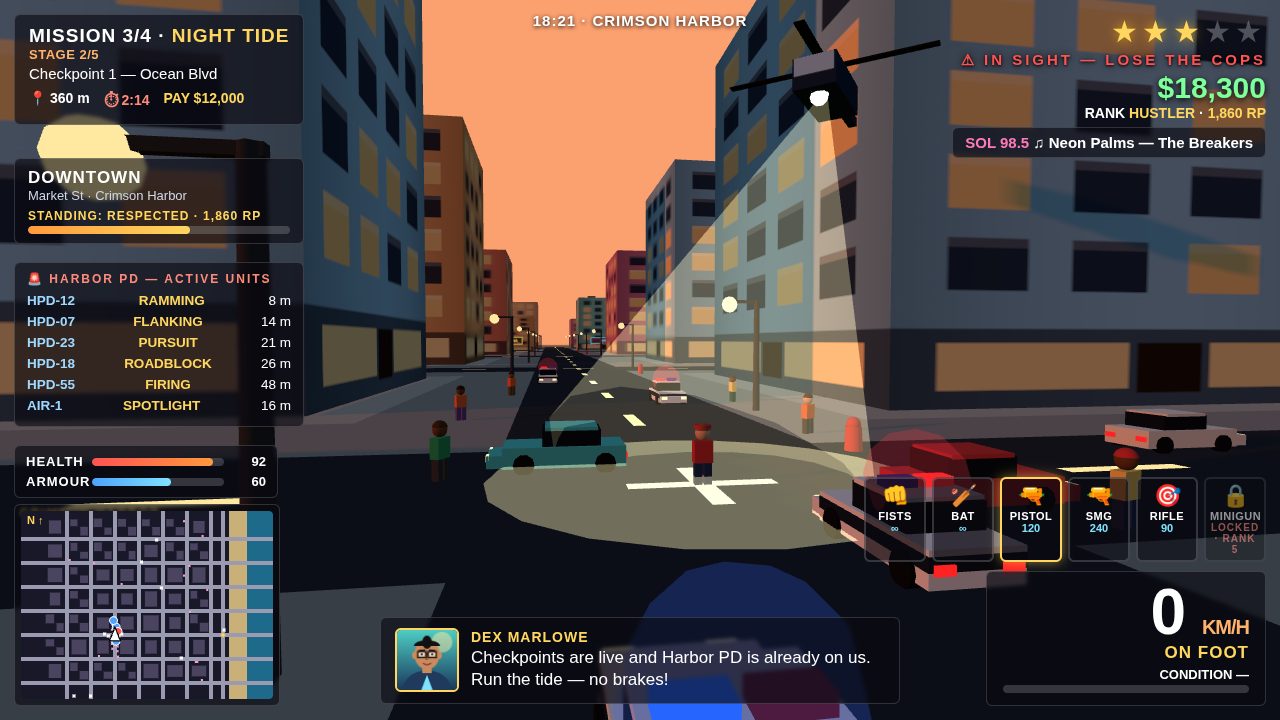 MISSION 3/4 · NIGHT TIDE
STAGE 2/5
Checkpoint 1 — Ocean Blvd
360 m 2:14 PAY $12,000
DOWNTOWN
Market St · Crimson Harbor
STANDING: RESPECTED · 1,860 RP
HARBOR PD — ACTIVE UNITS
HPD-12 RAMMING 8 m
HPD-07 FLANKING 14 m
HPD-23 PURSUIT 21 m
HPD-18 ROADBLOCK 26 m
HPD-55 FIRING 48 m
AIR-1 SPOTLIGHT 16 m
HEALTH 92
ARMOUR 60
N ↑
18:21 · CRIMSON HARBOR
⚠ IN SIGHT — LOSE THE COPS
$18,300
RANK HUSTLER · 1,860 RP
SOL 98.5 ♫ Neon Palms — The Breakers
FISTS
∞
BAT
∞
PISTOL
120
SMG
240
RIFLE
90
MINIGUN
LOCKED
· RANK
5
DEX MARLOWE
Checkpoints are live and Harbor PD is already on us.
Run the tide — no brakes!
0 KM/H
ON FOOT
CONDITION —